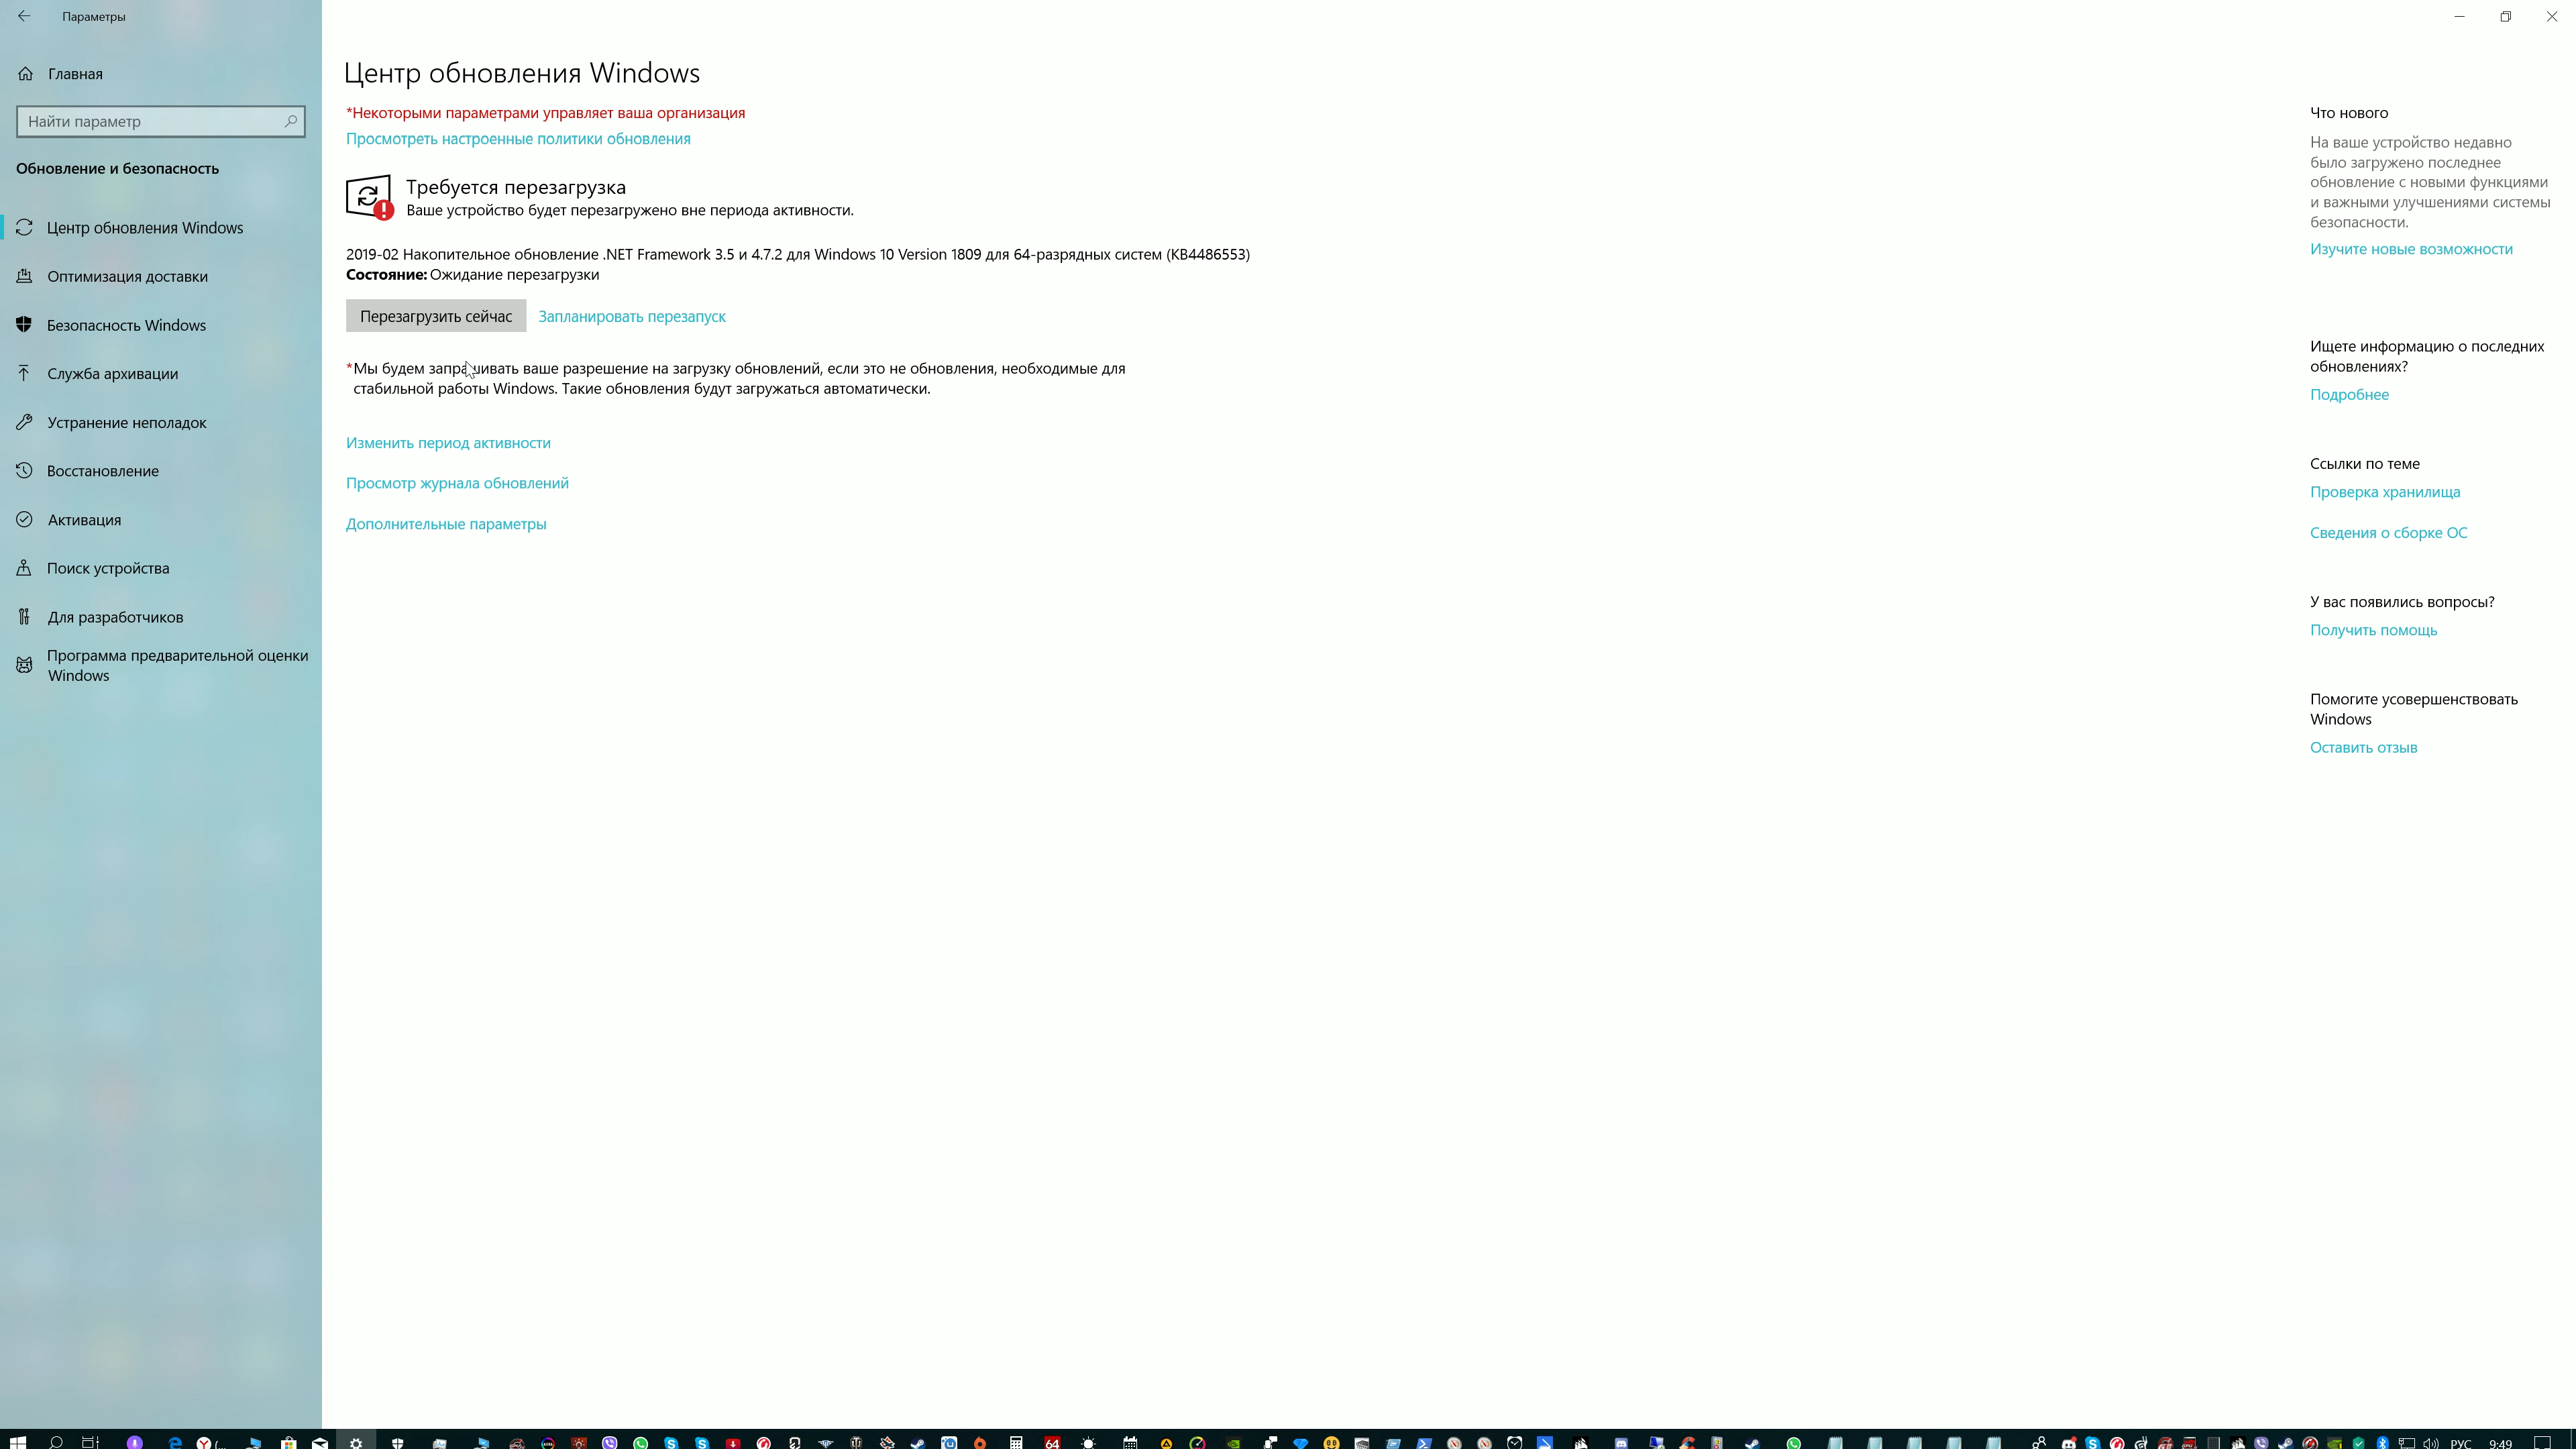 Параметры
Главная
Найти параметр
Обновление и безопасность
Центр обновления Windows
Оптимизация доставки
Безопасность Windows
Служба архивации
Устранение неполадок
Восстановление
Активация
Поиск устройства
Для разработчиков
Программа предварительной оценки
Windows
Центр обновления Windows
*Некоторыми параметрами управляет ваша организация
Просмотреть настроенные политики обновления
Требуется перезагрузка
Ваше устройство будет перезагружено вне периода активности.
2019-02 Накопительное обновление .NET Framework 3.5 и 4.7.2 для Windows 10 Version 1809 для 64-разрядных систем (KB4486553)
Состояние: Ожидание перезагрузки
Перезагрузить сейчас
Запланировать перезапуск
*Мы будем запрашивать ваше разрешение на загрузку обновлений, если это не обновления, необходимые для
стабильной работы Windows. Такие обновления будут загружаться автоматически.
Изменить период активности
Просмотр журнала обновлений
Дополнительные параметры
Что нового
На ваше устройство недавно
было загружено последнее
обновление с новыми функциями
и важными улучшениями системы
безопасности.
Изучите новые возможности
Ищете информацию о последних
обновлениях?
Подробнее
Ссылки по теме
Проверка хранилища
Сведения о сборке ОС
У вас появились вопросы?
Получить помощь
Помогите усовершенствовать
Windows
Оставить отзыв
64
РУС
9:49